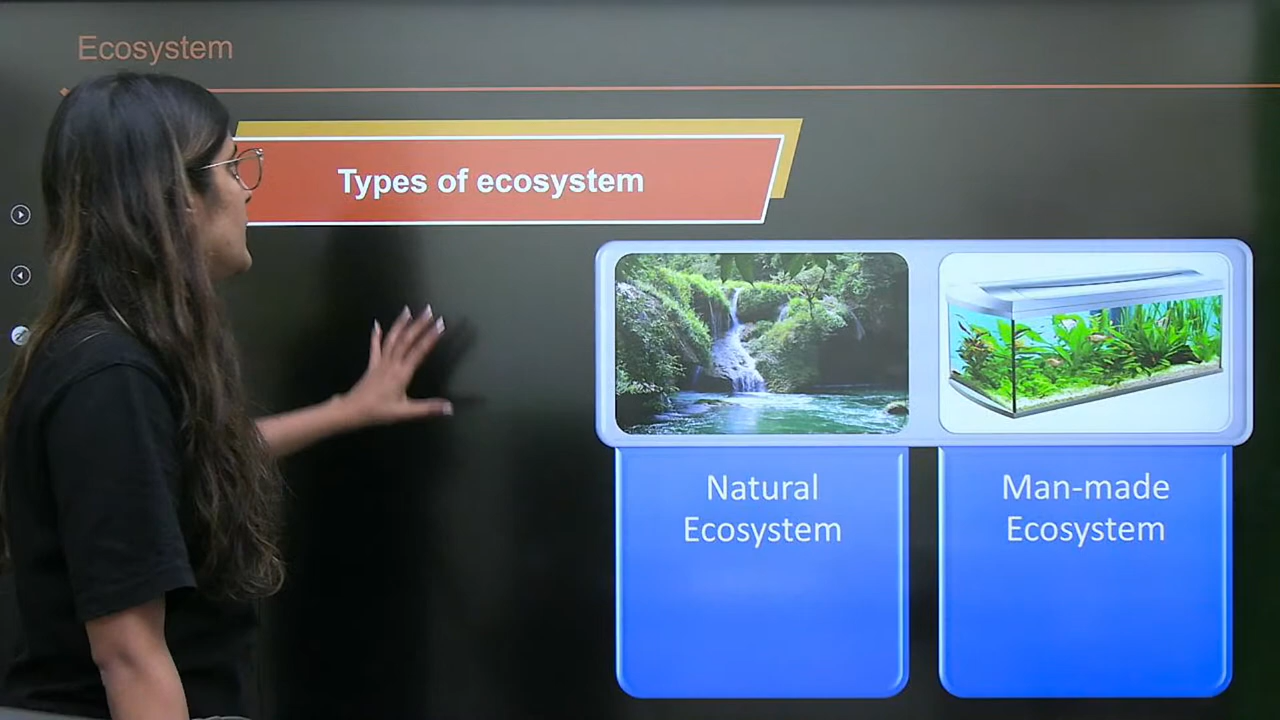 Ecosystem
Types of ecosystem
Natural
Ecosystem
Man-made
Ecosystem